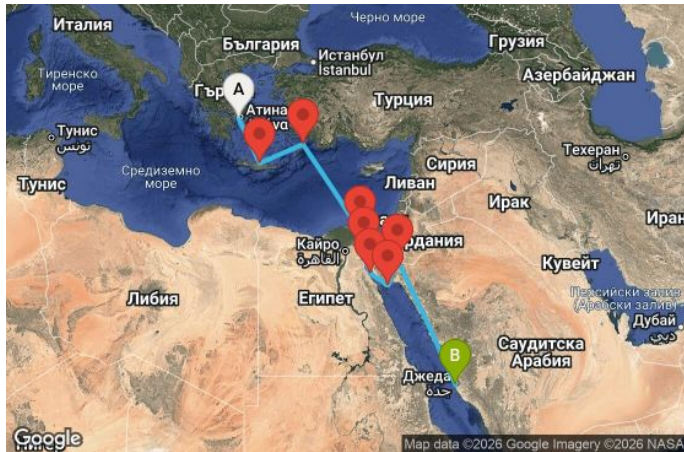 Черно море
Италия
България
Грузия
Истанбул
İstanbul
Тиренско
море
Азербайджан
A
Атина
Турция
Тунис
تونس
Техеран
تهران
Средиземно
море
Сирия
Тунис
Ливан
Ирак
Иран
Кайро
القاهرة
Кувейт
Либия
Египет
Персийски залив
(Арабски залив)
Дубай
دبي
Саудитска
Арабия
B
Джеда
جدة
Google
Map data ©2026 Google Imagery ©2026 NASA